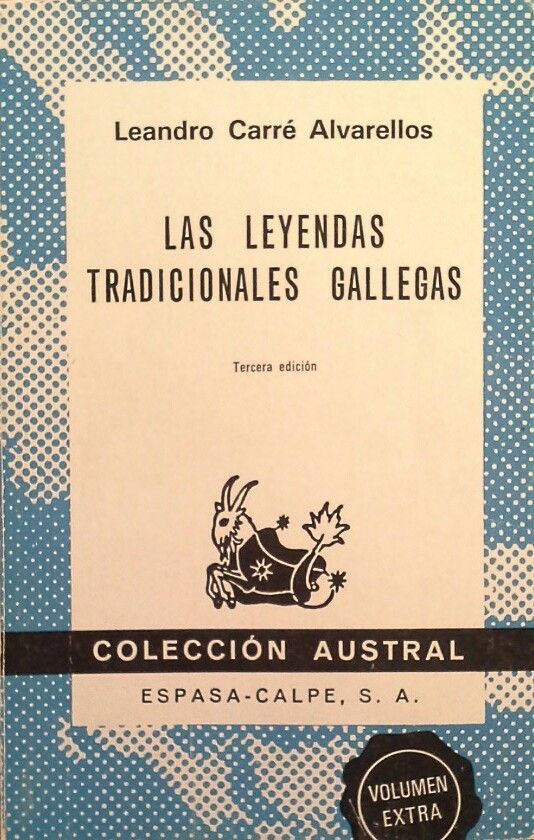 Leandro Carré Alvarellos
LAS LEYENDAS
TRADICIONALES GALLEGAS
Tercera edición
COLECCIÓN AUSTRAL
ESPASA-CALPE, S. A.
VOLUMEN
EXTRA